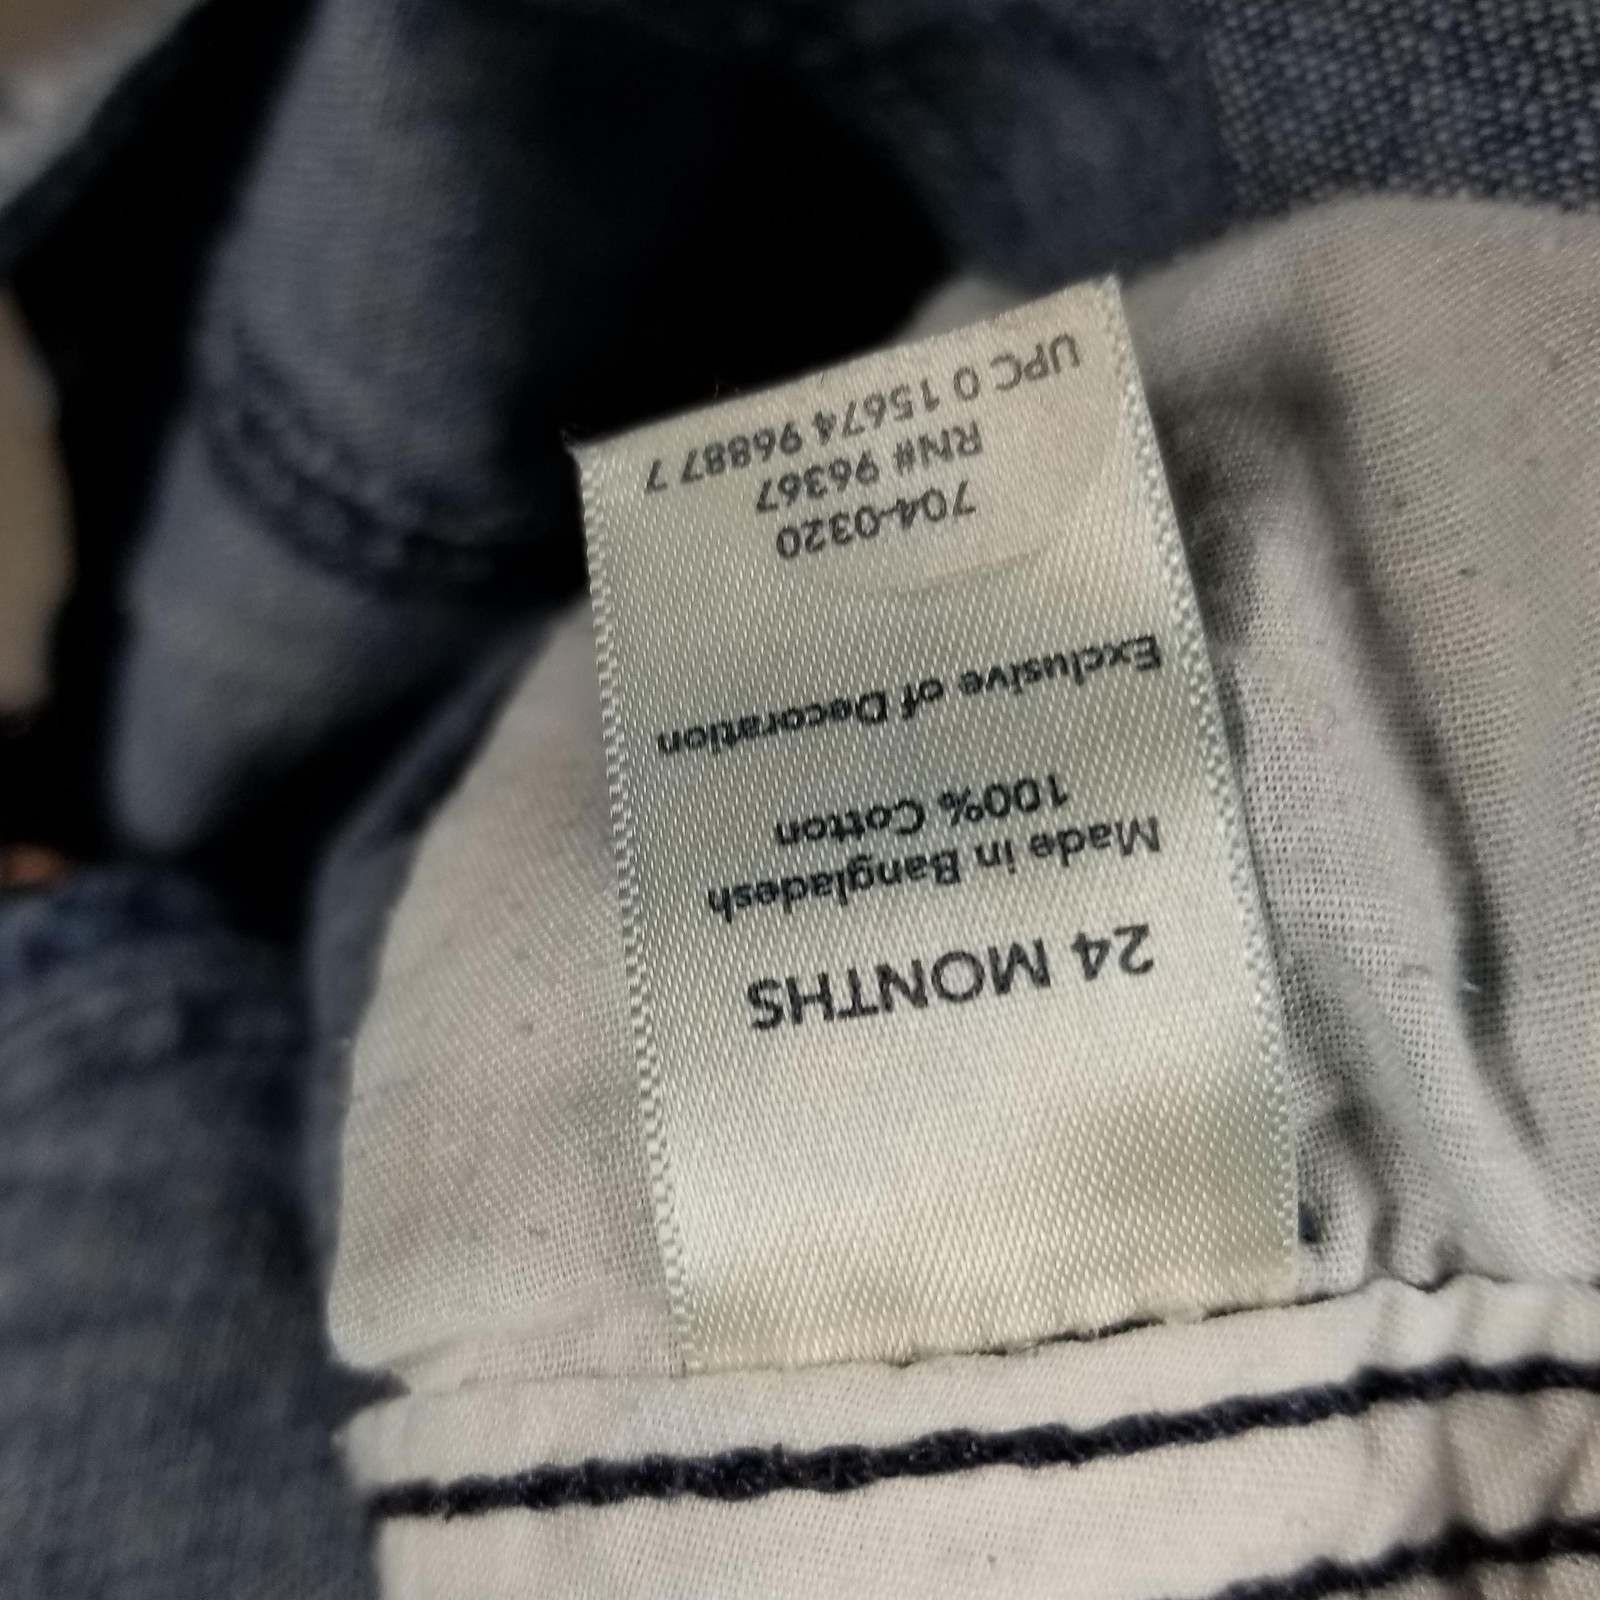 24 MONTHS
Made in Bangladesh
100% Cotton
Exclusive of Decoration
704-0320
RN# 96367
UPC 0 15674 96887 7